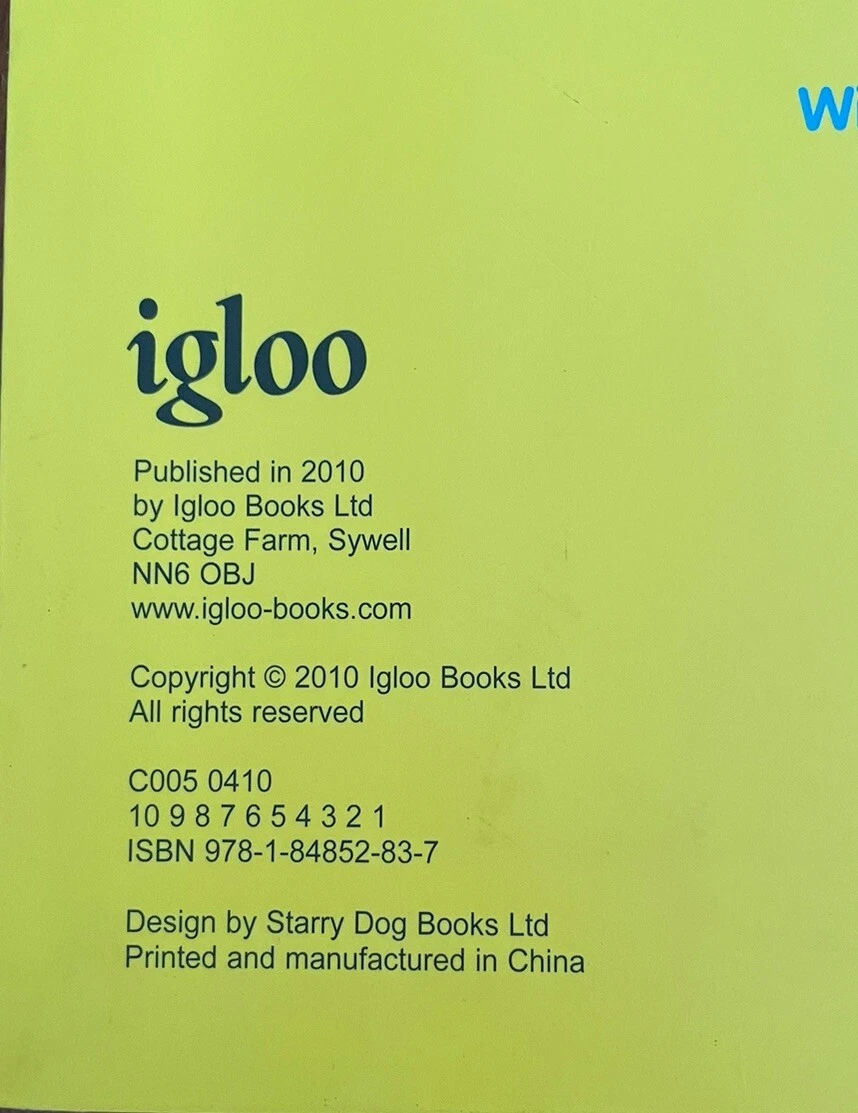 Wi
igloo
Published in 2010
by Igloo Books Ltd
Cottage Farm, Sywell
NN6 OBJ
www.igloo-books.com
Copyright © 2010 Igloo Books Ltd
All rights reserved
C005 0410
10 9 8 7 6 5 4 3 2 1
ISBN 978-1-84852-83-7
Design by Starry Dog Books Ltd
Printed and manufactured in China